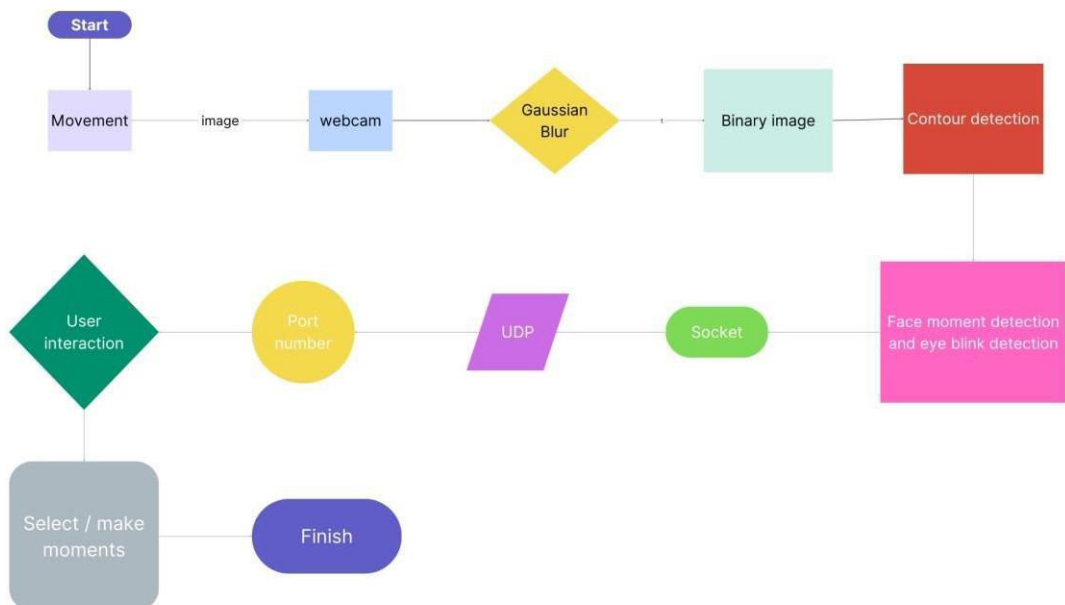 Start
Movement
image
webcam
Gaussian
Blur
Binary image
Contour detection
User
interaction
Port
number
UDP
Socket
Face moment detection
and eye blink detection
Select / make
moments
Finish